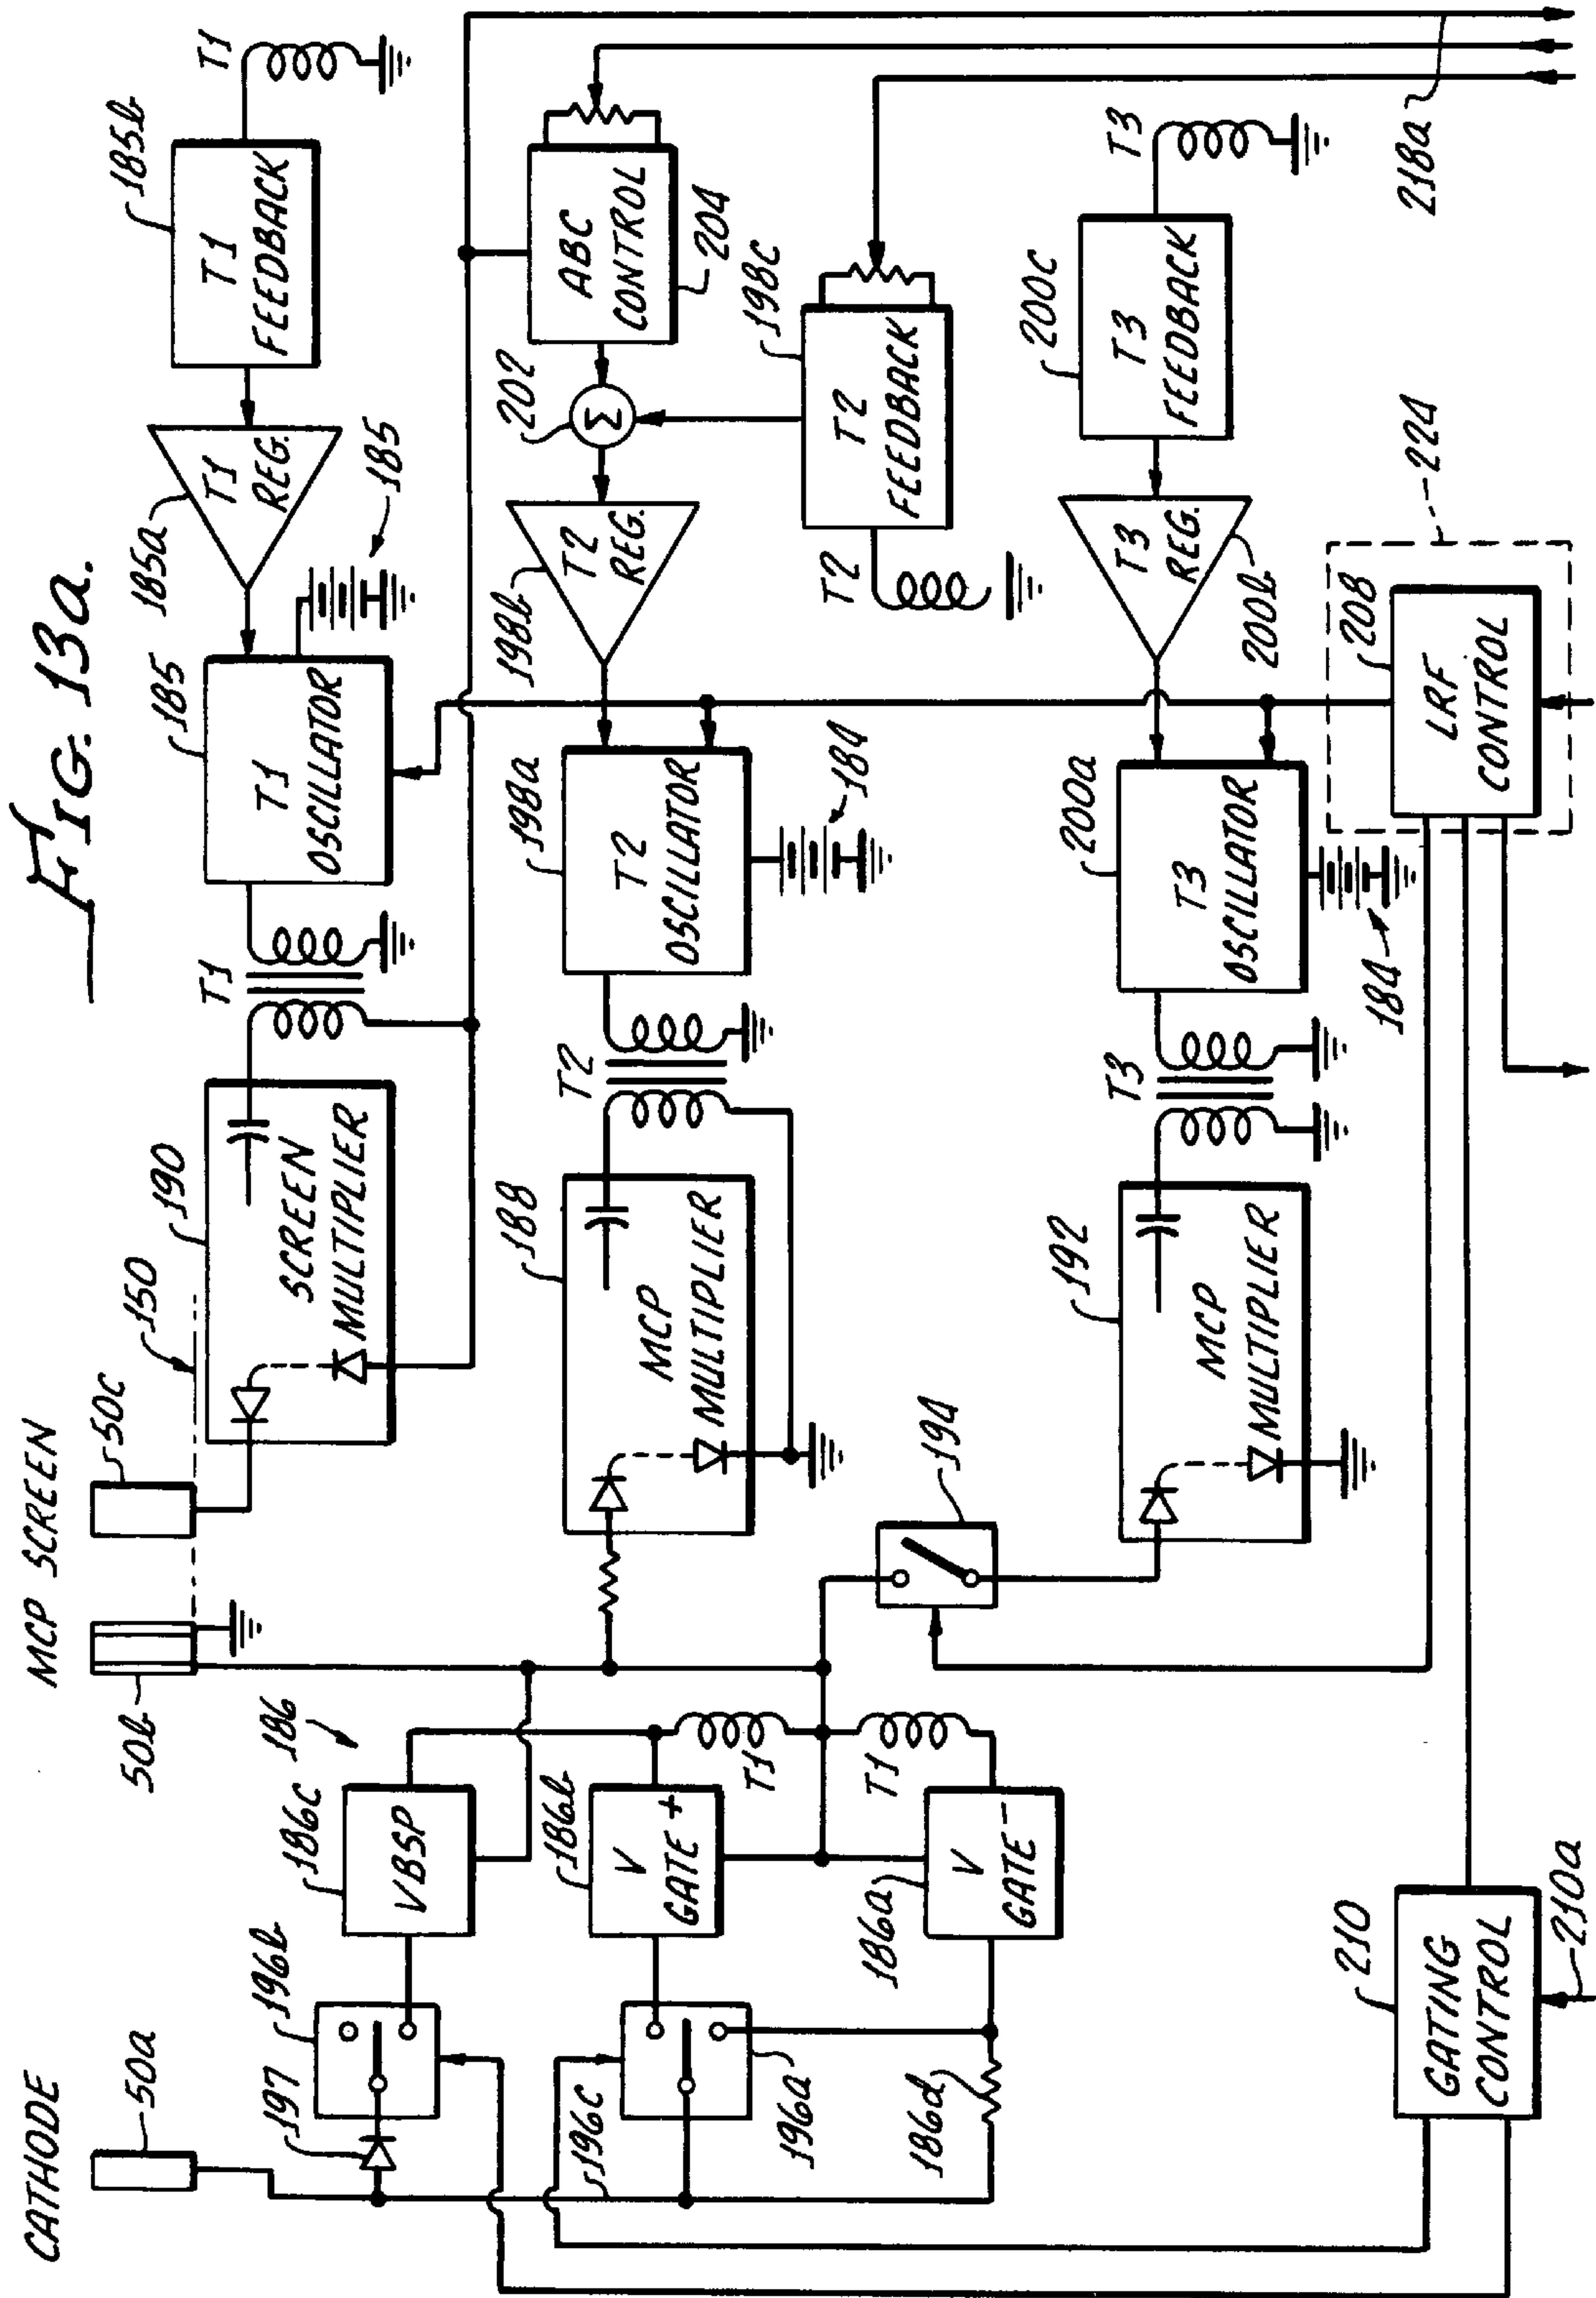 FIG. 13a.
CATHODE
MCP SCREEN
50a
50b
50c
150
190
SCREEN
MULTIPLIER
T1
185
T1
OSCILLATOR
185
185a
T1
REG.
185b
T1
FEEDBACK
T1
186
186c
VBSP
196b
197
188
MCP
MULTIPLIER
T2
198a
T2
OSCILLATOR
184
198b
T2
REG.
202
Σ
ABC
CONTROL
204
198c
T2
FEEDBACK
T2
186b
V
GATE +
T1
T1
186a
V
GATE -
196c
196a
186d
194
192
MCP
MULTIPLIER
T3
200a
T3
OSCILLATOR
184
T3
REG.
200b
200c
T3
FEEDBACK
T3
210
GATING
CONTROL
210a
208
LRF
CONTROL
224
218a